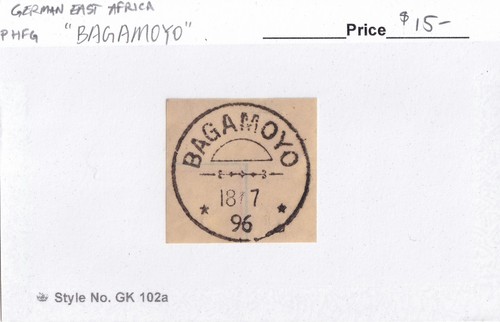 GERMAN EAST AFRICA
PHFG "BAGAMOYO".
Price $15-
BAGAMOYO
18/7
96
Style No. GK 102a